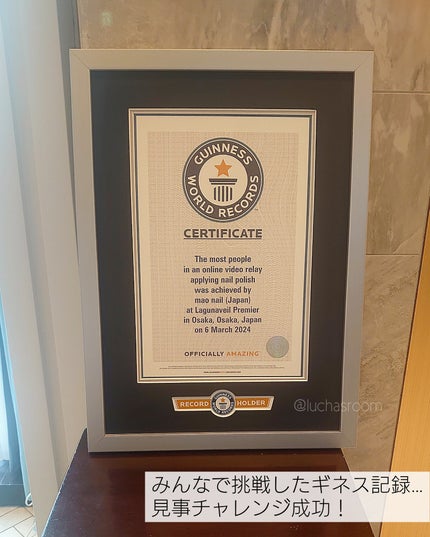 GUINNESS
WORLD RECORDS
CERTIFICATE
The most people
in an online video relay
applying nail polish
was achieved by
mao nail (Japan)
at Lagunaveil Premier
in Osaka, Osaka, Japan
on 6 March 2024
OFFICIALLY AMAZING
RECORD HOLDER
@luchasroom
みんなで挑戦したギネス記録...
見事チャレンジ成功！